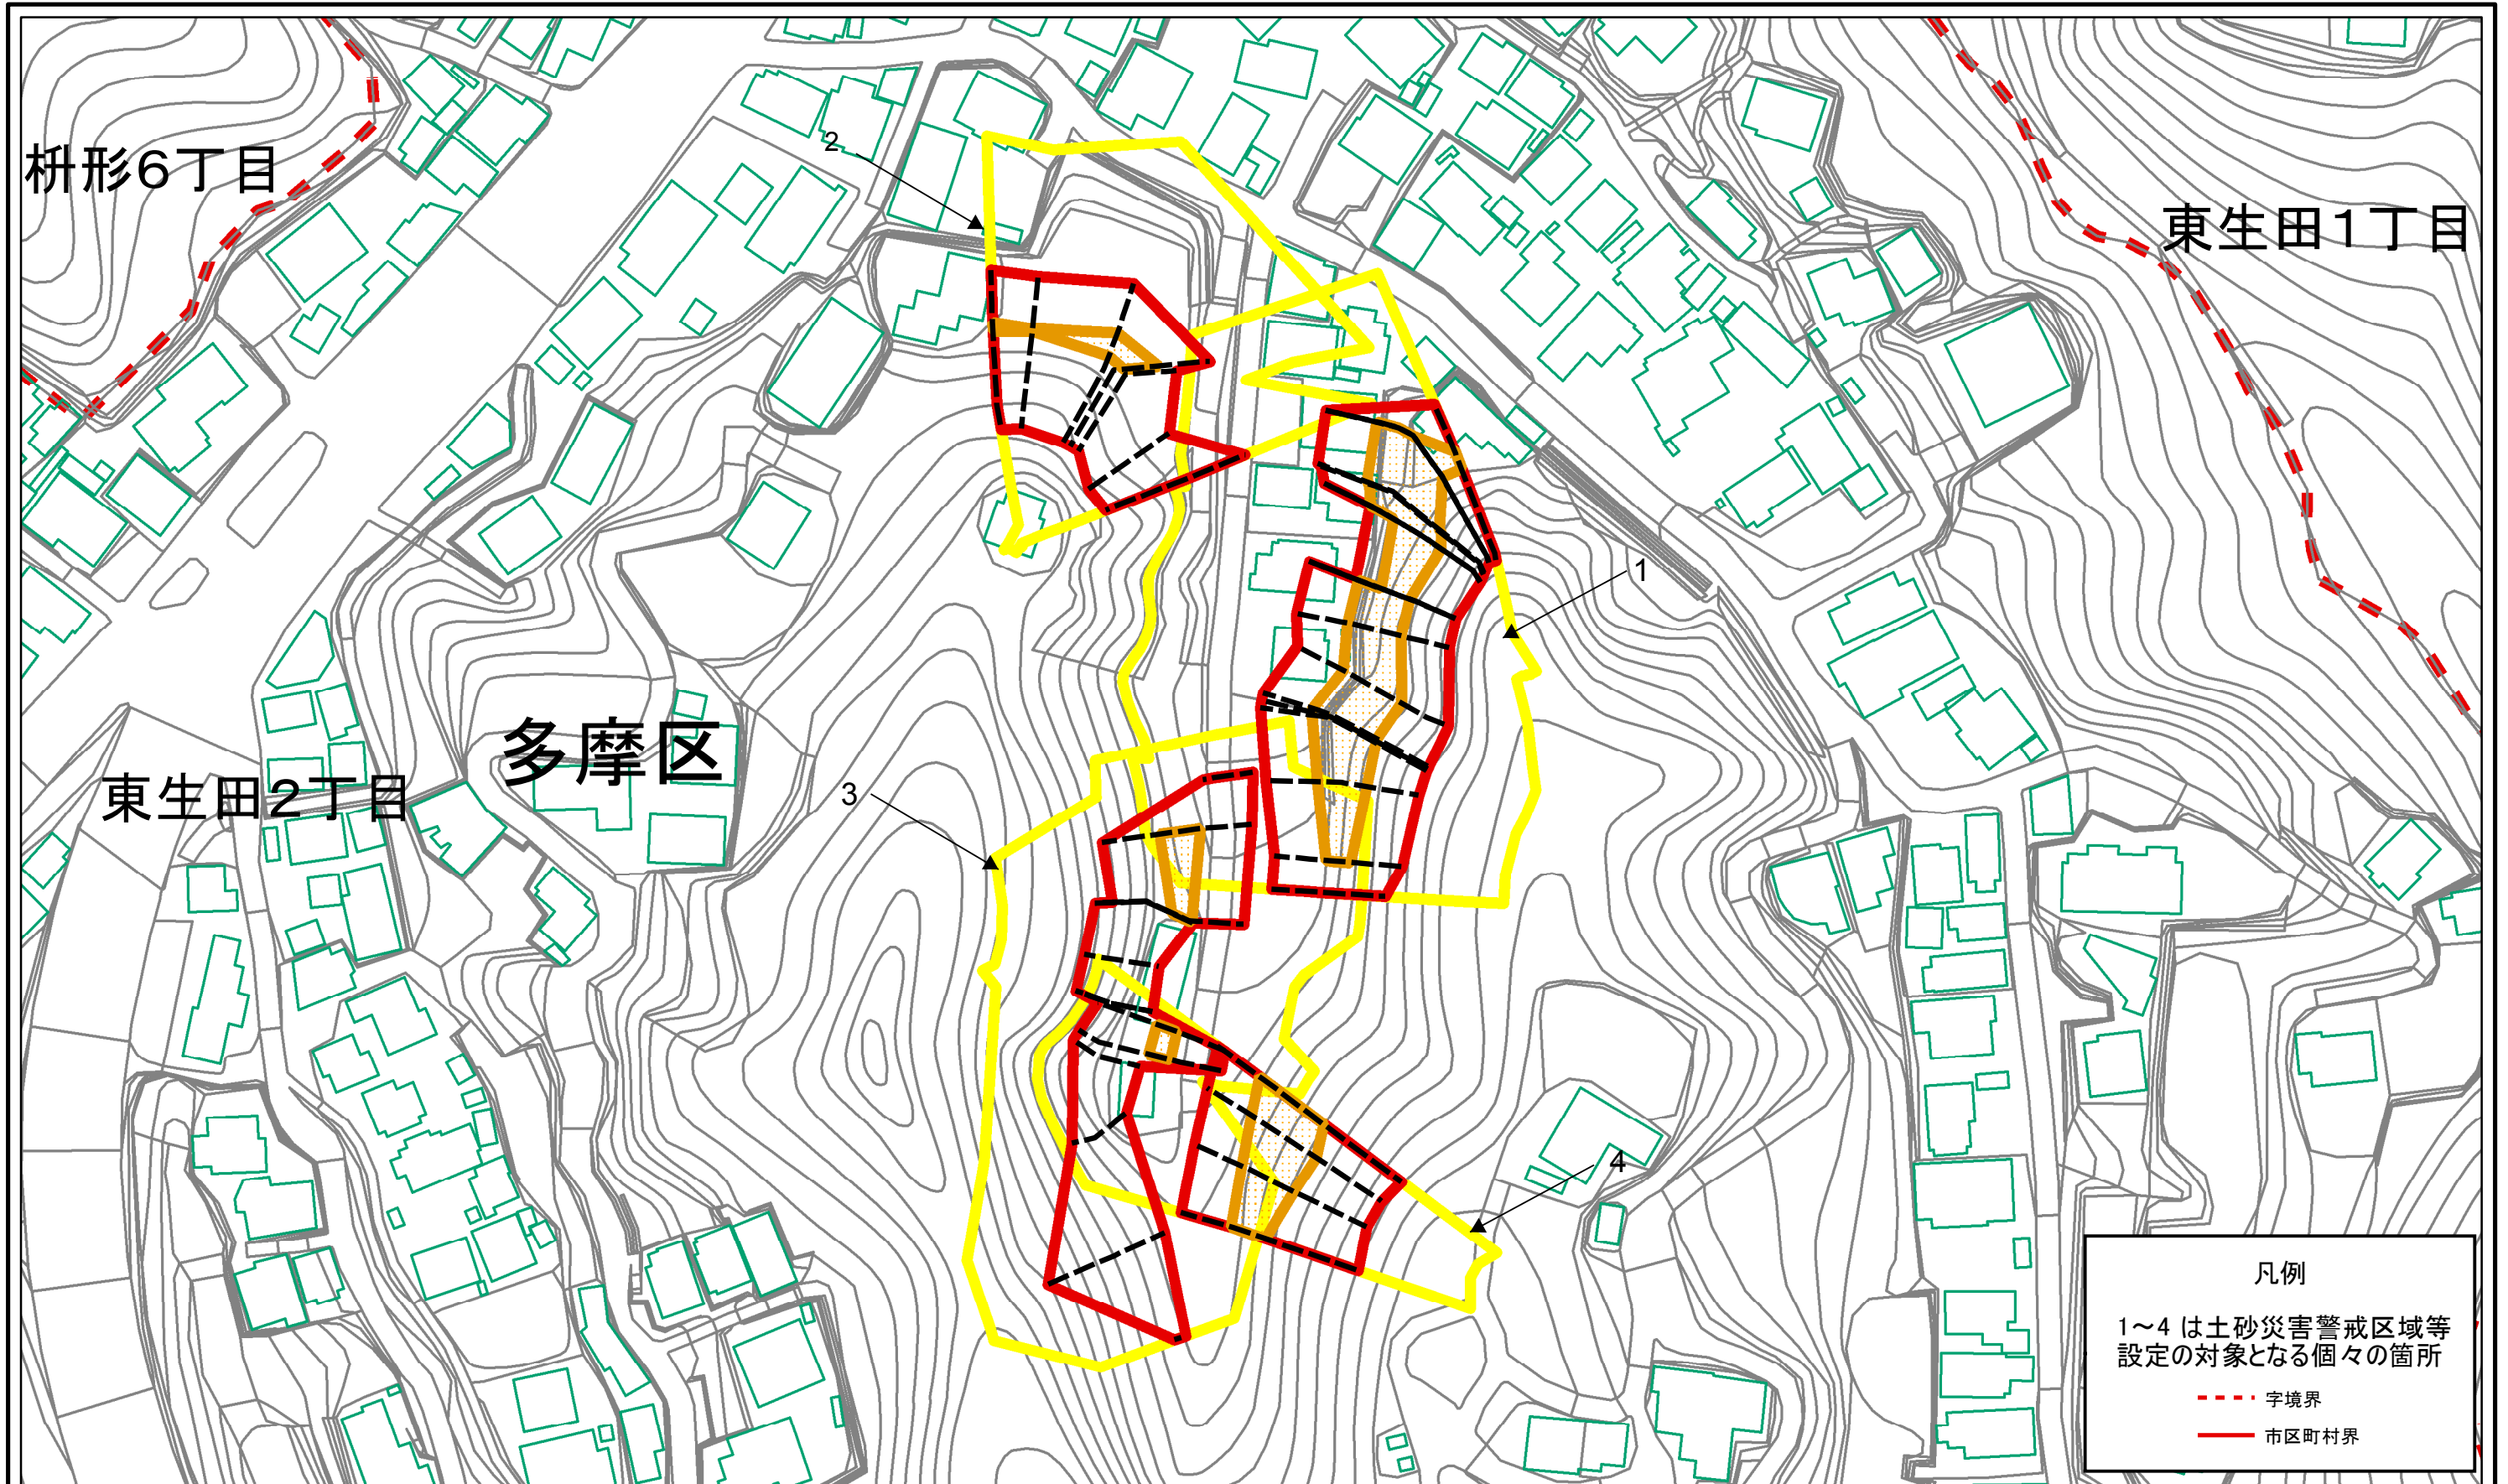 2
枡形６丁目
東生田１丁目
1
多摩区
東生田２丁目
3
4
凡例
1～4 は土砂災害警戒区域等
設定の対象となる個々の箇所
字境界
市区町村界